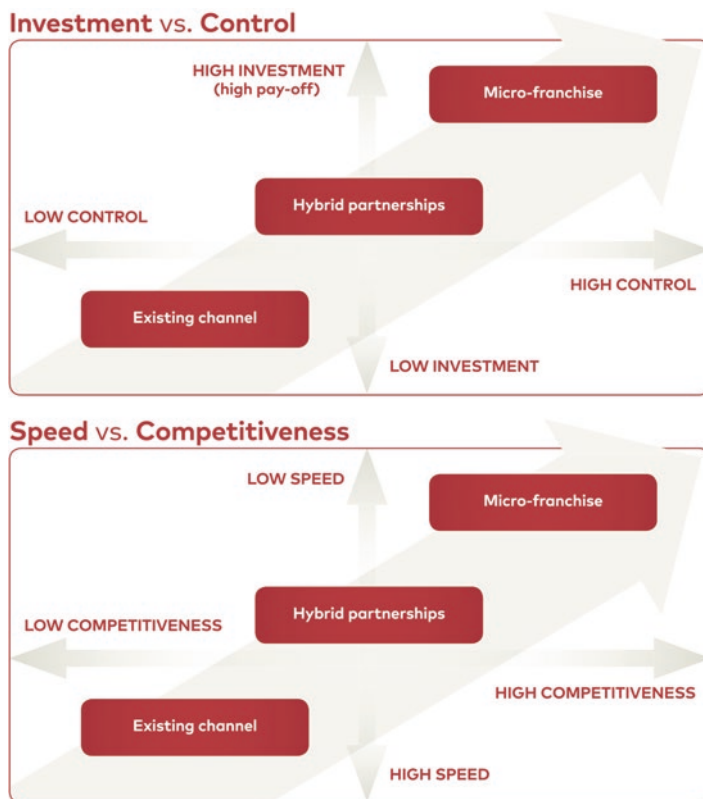 Investment vs. Control
HIGH INVESTMENT
(high pay-off)
Micro-franchise
Hybrid partnerships
LOW CONTROL
HIGH CONTROL
Existing channel
LOW INVESTMENT
Speed vs. Competitiveness
LOW SPEED
Micro-franchise
Hybrid partnerships
LOW COMPETITIVENESS
HIGH COMPETITIVENESS
Existing channel
HIGH SPEED